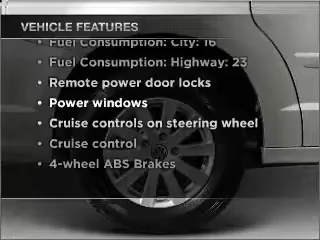 VEHICLE FEATURES
• Fuel Consumption: City: 16
• Fuel Consumption: Highway: 23
• Remote power door locks
• Power windows
• Cruise controls on steering wheel
• Cruise control
• 4-wheel ABS Brakes